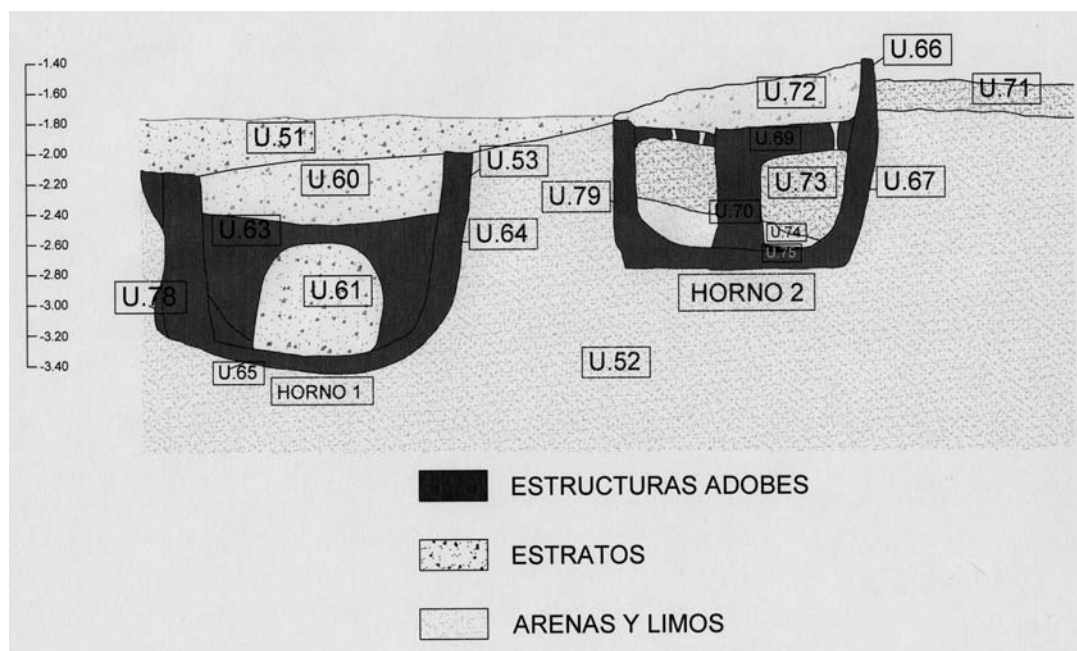 -1.40
-1.60
-1.80
-2.00
-2.20
-2.40
-2.60
-2.80
-3.00
-3.20
-3.40
U.66
U.72
U.71
U.51
U.69
U.53
U.60
U.73
U.67
U.79
U.70
U.63
U.64
U.74
U.75
U.61
U.78
HORNO 2
U.52
U.65
HORNO 1
ESTRUCTURAS ADOBES
ESTRATOS
ARENAS Y LIMOS